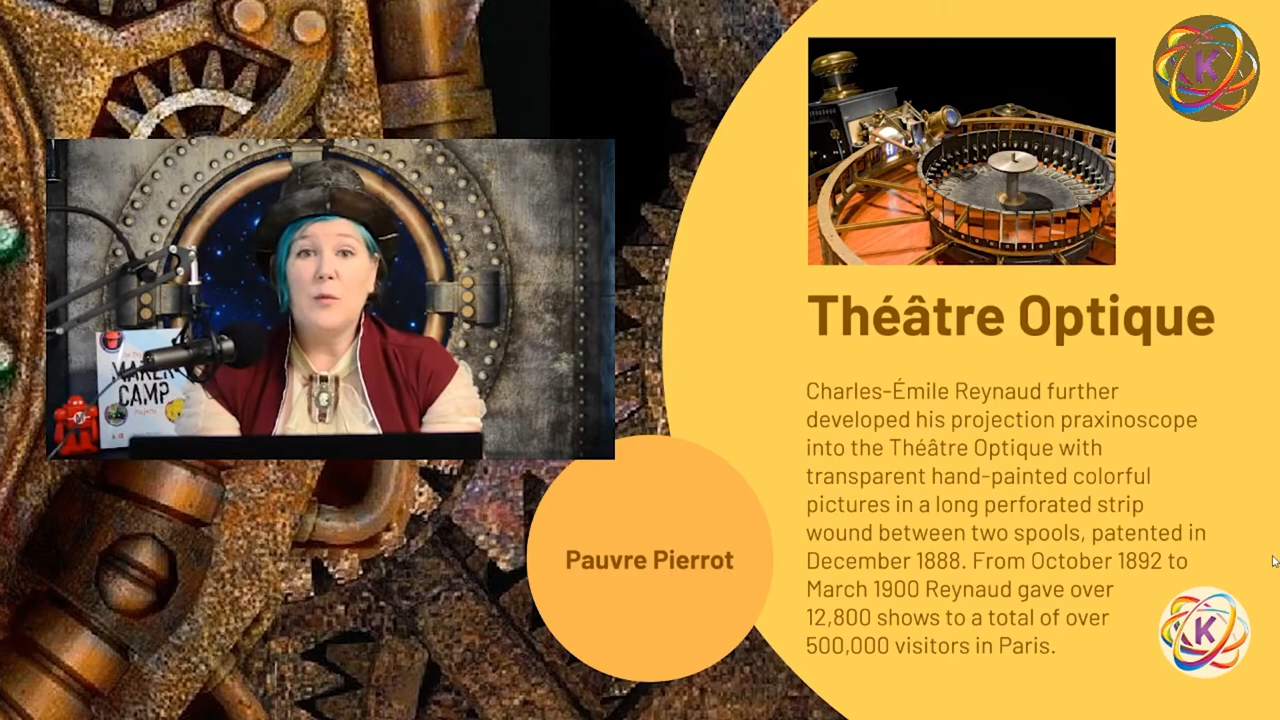 MAKER
CAMP
Pauvre Pierrot
Théâtre Optique
Charles-Émile Reynaud further
developed his projection praxinoscope
into the Théâtre Optique with
transparent hand-painted colorful
pictures in a long perforated strip
wound between two spools, patented in
December 1888. From October 1892 to
March 1900 Reynaud gave over
12,800 shows to a total of over
500,000 visitors in Paris.
K
K